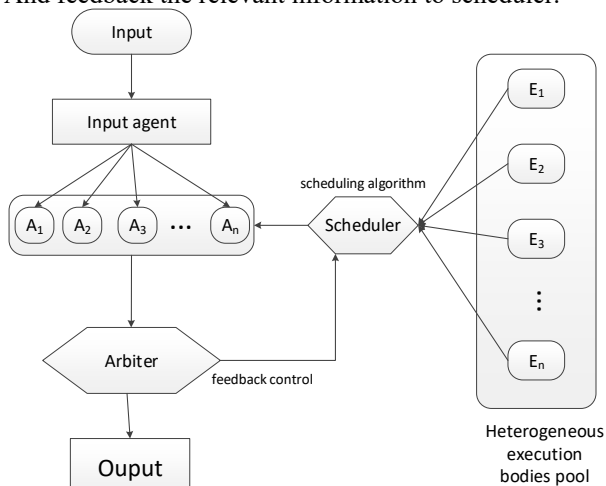 And feedback the relevant information to scheduler.
Input
Input agent
A1 A2 A3 ... An
scheduling algorithm
Scheduler
Arbiter
feedback control
Ouput
E1
E2
E3
⋮
En
Heterogeneous
execution
bodies pool